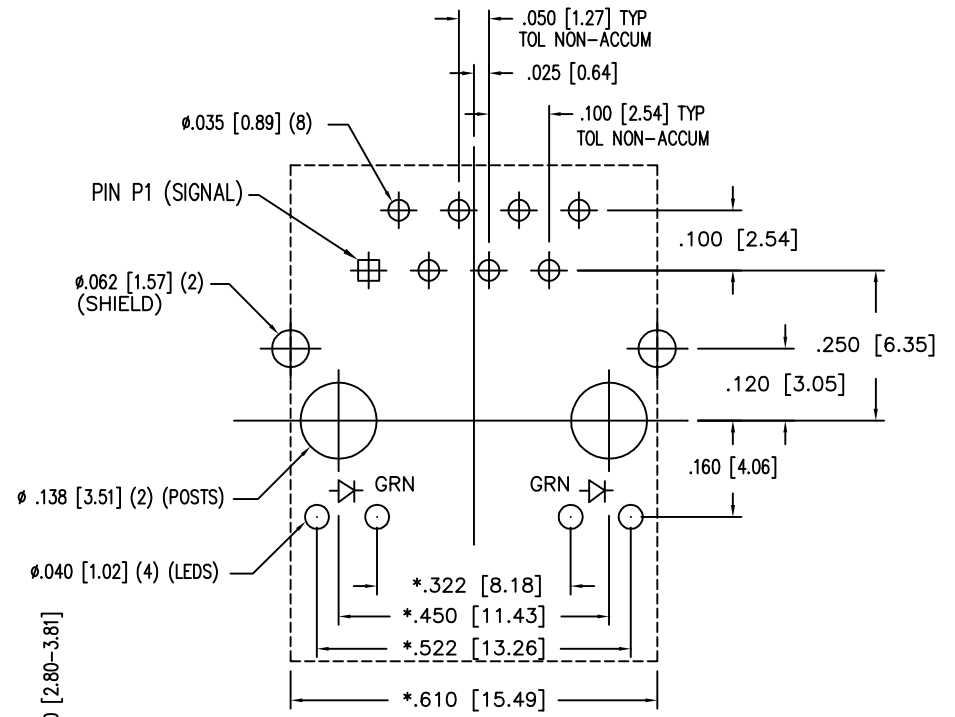 .050 [1.27] TYP
TOL NON-ACCUM
.025 [0.64]
.100 [2.54] TYP
TOL NON-ACCUM
ø.035 [0.89] (8)
PIN P1 (SIGNAL)
.100 [2.54]
ø.062 [1.57] (2)
(SHIELD)
.250 [6.35]
.120 [3.05]
.160 [4.06]
GRN
GRN
ø .138 [3.51] (2) (POSTS)
ø.040 [1.02] (4) (LEDS)
*.322 [8.18]
*.450 [11.43]
*.522 [13.26]
*.610 [15.49]
[2.80-3.81]